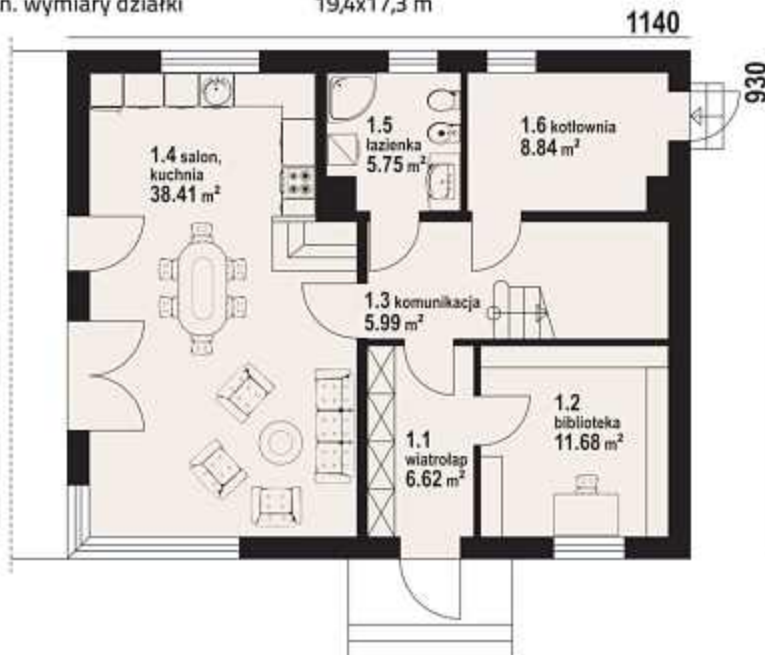 n. wymiary działki 19,4x17,3 m
1140
930
1.5
łazienka
5.75 m²
1.6 kotłownia
8.84 m²
1.4 salon,
kuchnia
38.41 m²
1.3 komunikacja
5.99 m²
1.2
biblioteka
11.68 m²
1.1
wiatrołap
6.62 m²